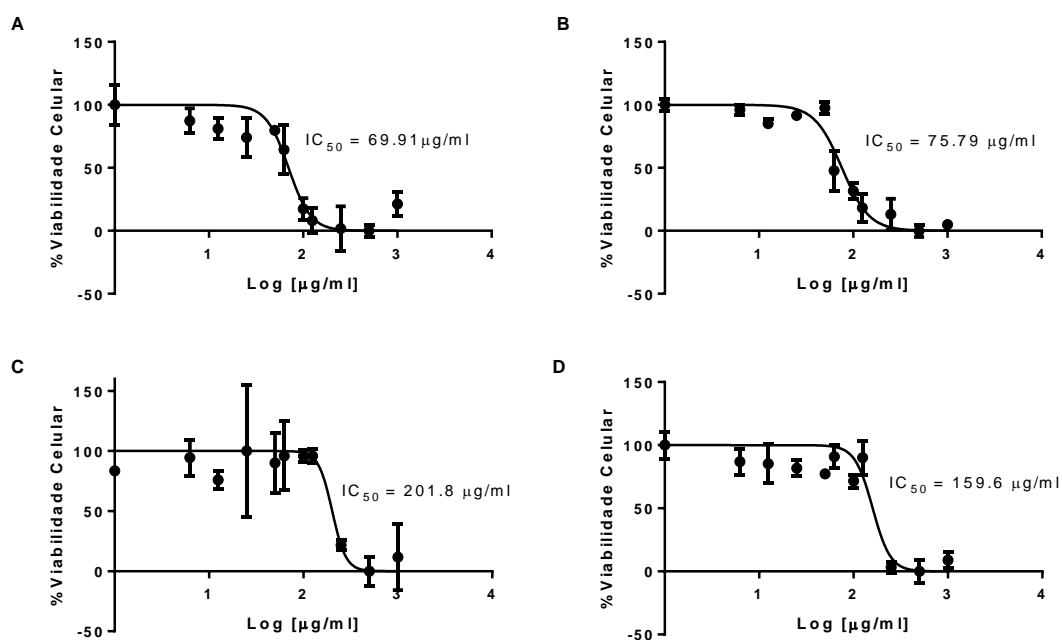 A
150
100
50
0
-50
1
2
3
4
% Viabilidade Celular
Log [µg/ml]
IC50 = 69.91µg/ml
B
150
100
50
0
-50
1
2
3
4
% Viabilidade Celular
Log [µg/ml]
IC50 = 75.79 µg/ml
C
150
100
50
0
-50
1
2
3
4
% Viabilidade Celular
Log [µg/ml]
IC50 = 201.8 µg/ml
D
150
100
50
0
-50
1
2
3
4
% Viabilidade Celular
Log [µg/ml]
IC50 = 159.6 µg/ml